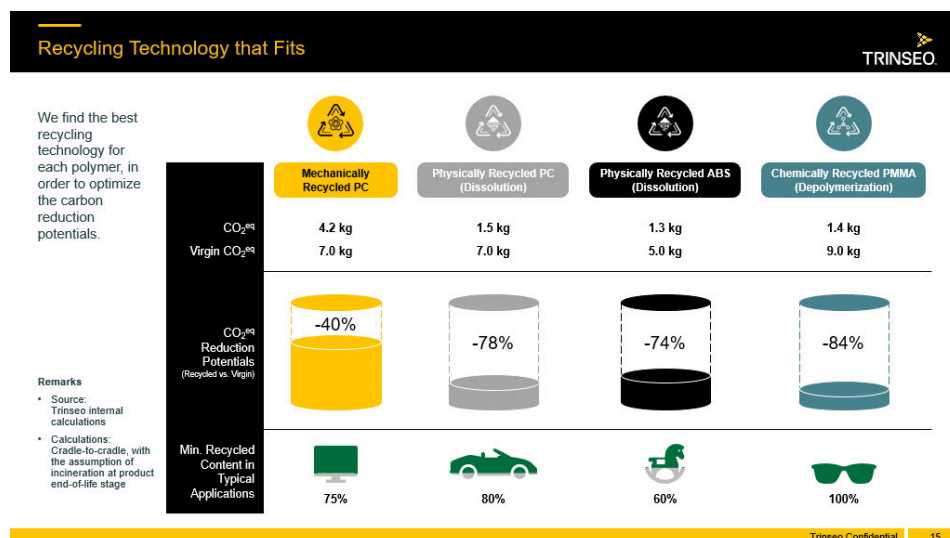 Recycling Technology that Fits
TRINSEO
We find the best
recycling
technology for
each polymer, in
order to optimize
the carbon
reduction
potentials.
Mechanically
Recycled PC
Physically Recycled PC
(Dissolution)
Physically Recycled ABS
(Dissolution)
Chemically Recycled PMMA
(Depolymerization)
CO₂eq 4.2 kg 1.5 kg 1.3 kg 1.4 kg
Virgin CO₂eq 7.0 kg 7.0 kg 5.0 kg 9.0 kg
CO₂eq
Reduction
Potentials
(Recycled vs. Virgin)
-40% -78% -74% -84%
Remarks
• Source:
Trinseo internal
calculations
• Calculations:
Cradle-to-cradle, with
the assumption of
incineration at product
end-of-life stage
Min. Recycled
Content in
Typical
Applications
75% 80% 60% 100%
Trinseo Confidential 15